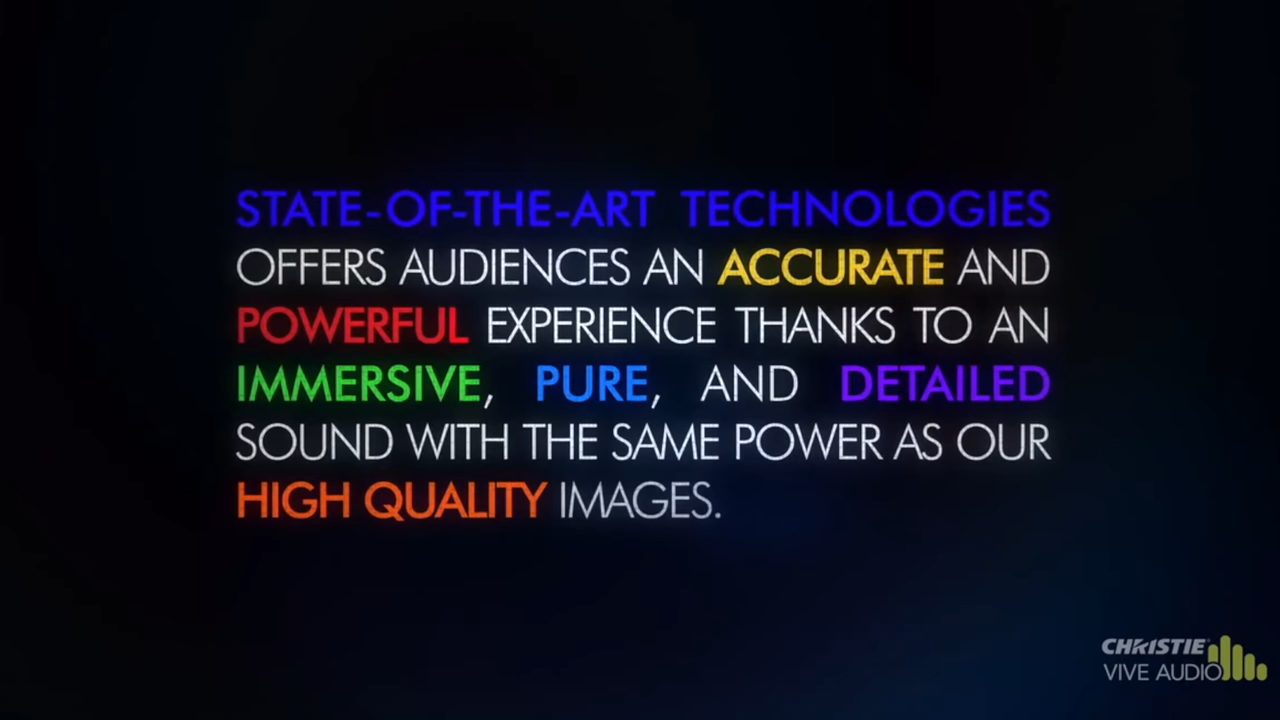 STATE-OF-THE-ART TECHNOLOGIES
OFFERS AUDIENCES AN ACCURATE AND
POWERFUL EXPERIENCE THANKS TO AN
IMMERSIVE, PURE, AND DETAILED
SOUND WITH THE SAME POWER AS OUR
HIGH QUALITY IMAGES.
CHRISTIE
VIVE AUDIO